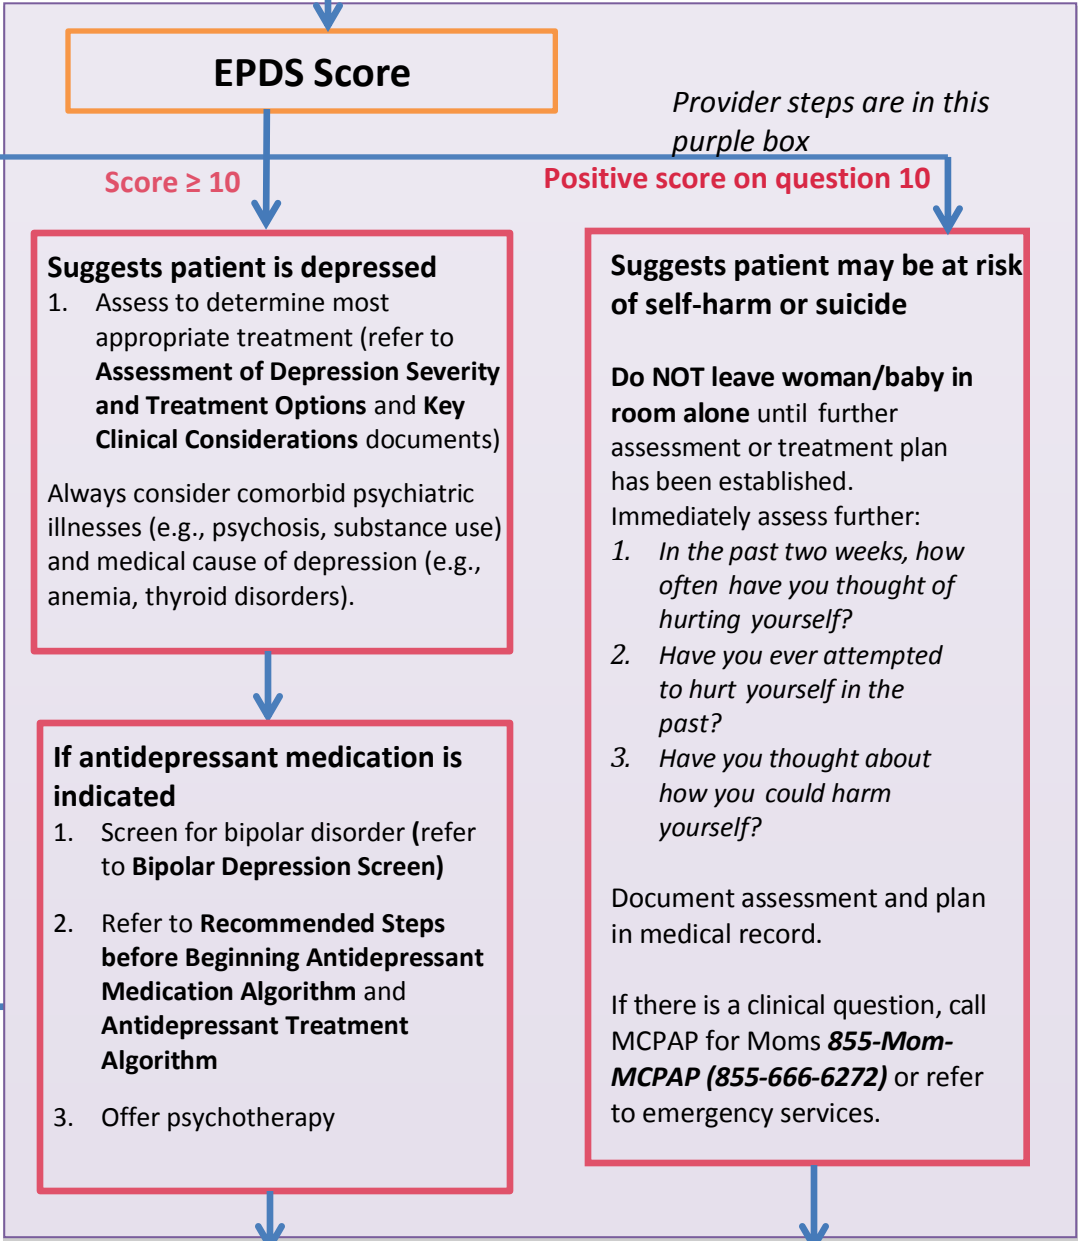 EPDS Score
Provider steps are in this
purple box
Score ≥ 10
Positive score on question 10
Suggests patient is depressed
1. Assess to determine most
appropriate treatment (refer to
Assessment of Depression Severity
and Treatment Options and Key
Clinical Considerations documents)
Always consider comorbid psychiatric
illnesses (e.g., psychosis, substance use)
and medical cause of depression (e.g.,
anemia, thyroid disorders).
If antidepressant medication is
indicated
1. Screen for bipolar disorder (refer
to Bipolar Depression Screen)
2. Refer to Recommended Steps
before Beginning Antidepressant
Medication Algorithm and
Antidepressant Treatment
Algorithm
3. Offer psychotherapy
Suggests patient may be at risk
of self-harm or suicide
Do NOT leave woman/baby in
room alone until further
assessment or treatment plan
has been established.
Immediately assess further:
1. In the past two weeks, how
often have you thought of
hurting yourself?
2. Have you ever attempted
to hurt yourself in the
past?
3. Have you thought about
how you could harm
yourself?
Document assessment and plan
in medical record.
If there is a clinical question, call
MCPAP for Moms 855-Mom-
MCPAP (855-666-6272) or refer
to emergency services.